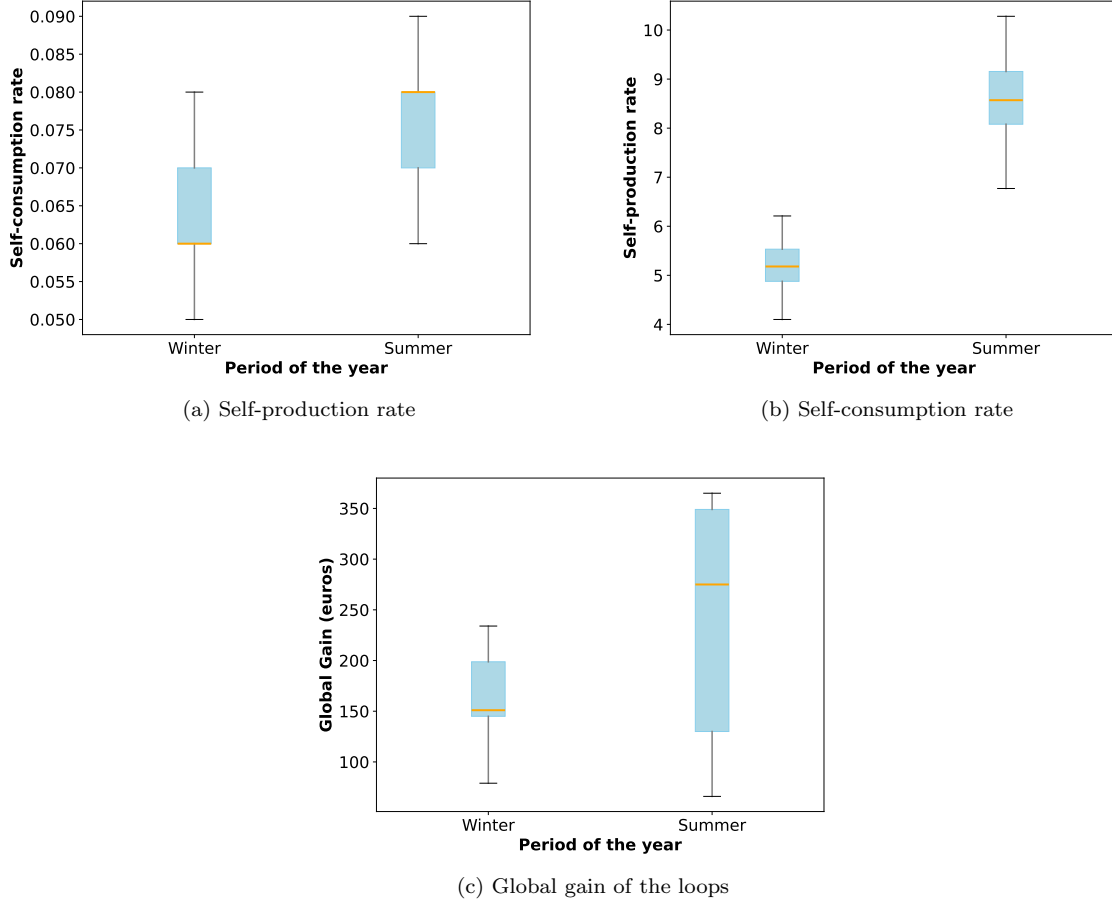 0.090
0.085
0.080
0.075
0.070
0.065
0.060
0.055
0.050
Self-consumption rate
Winter
Summer
Period of the year
(a) Self-production rate
10
9
8
7
6
5
4
Self-production rate
Winter
Summer
Period of the year
(b) Self-consumption rate
350
300
250
200
150
100
Global Gain (euros)
Winter
Summer
Period of the year
(c) Global gain of the loops